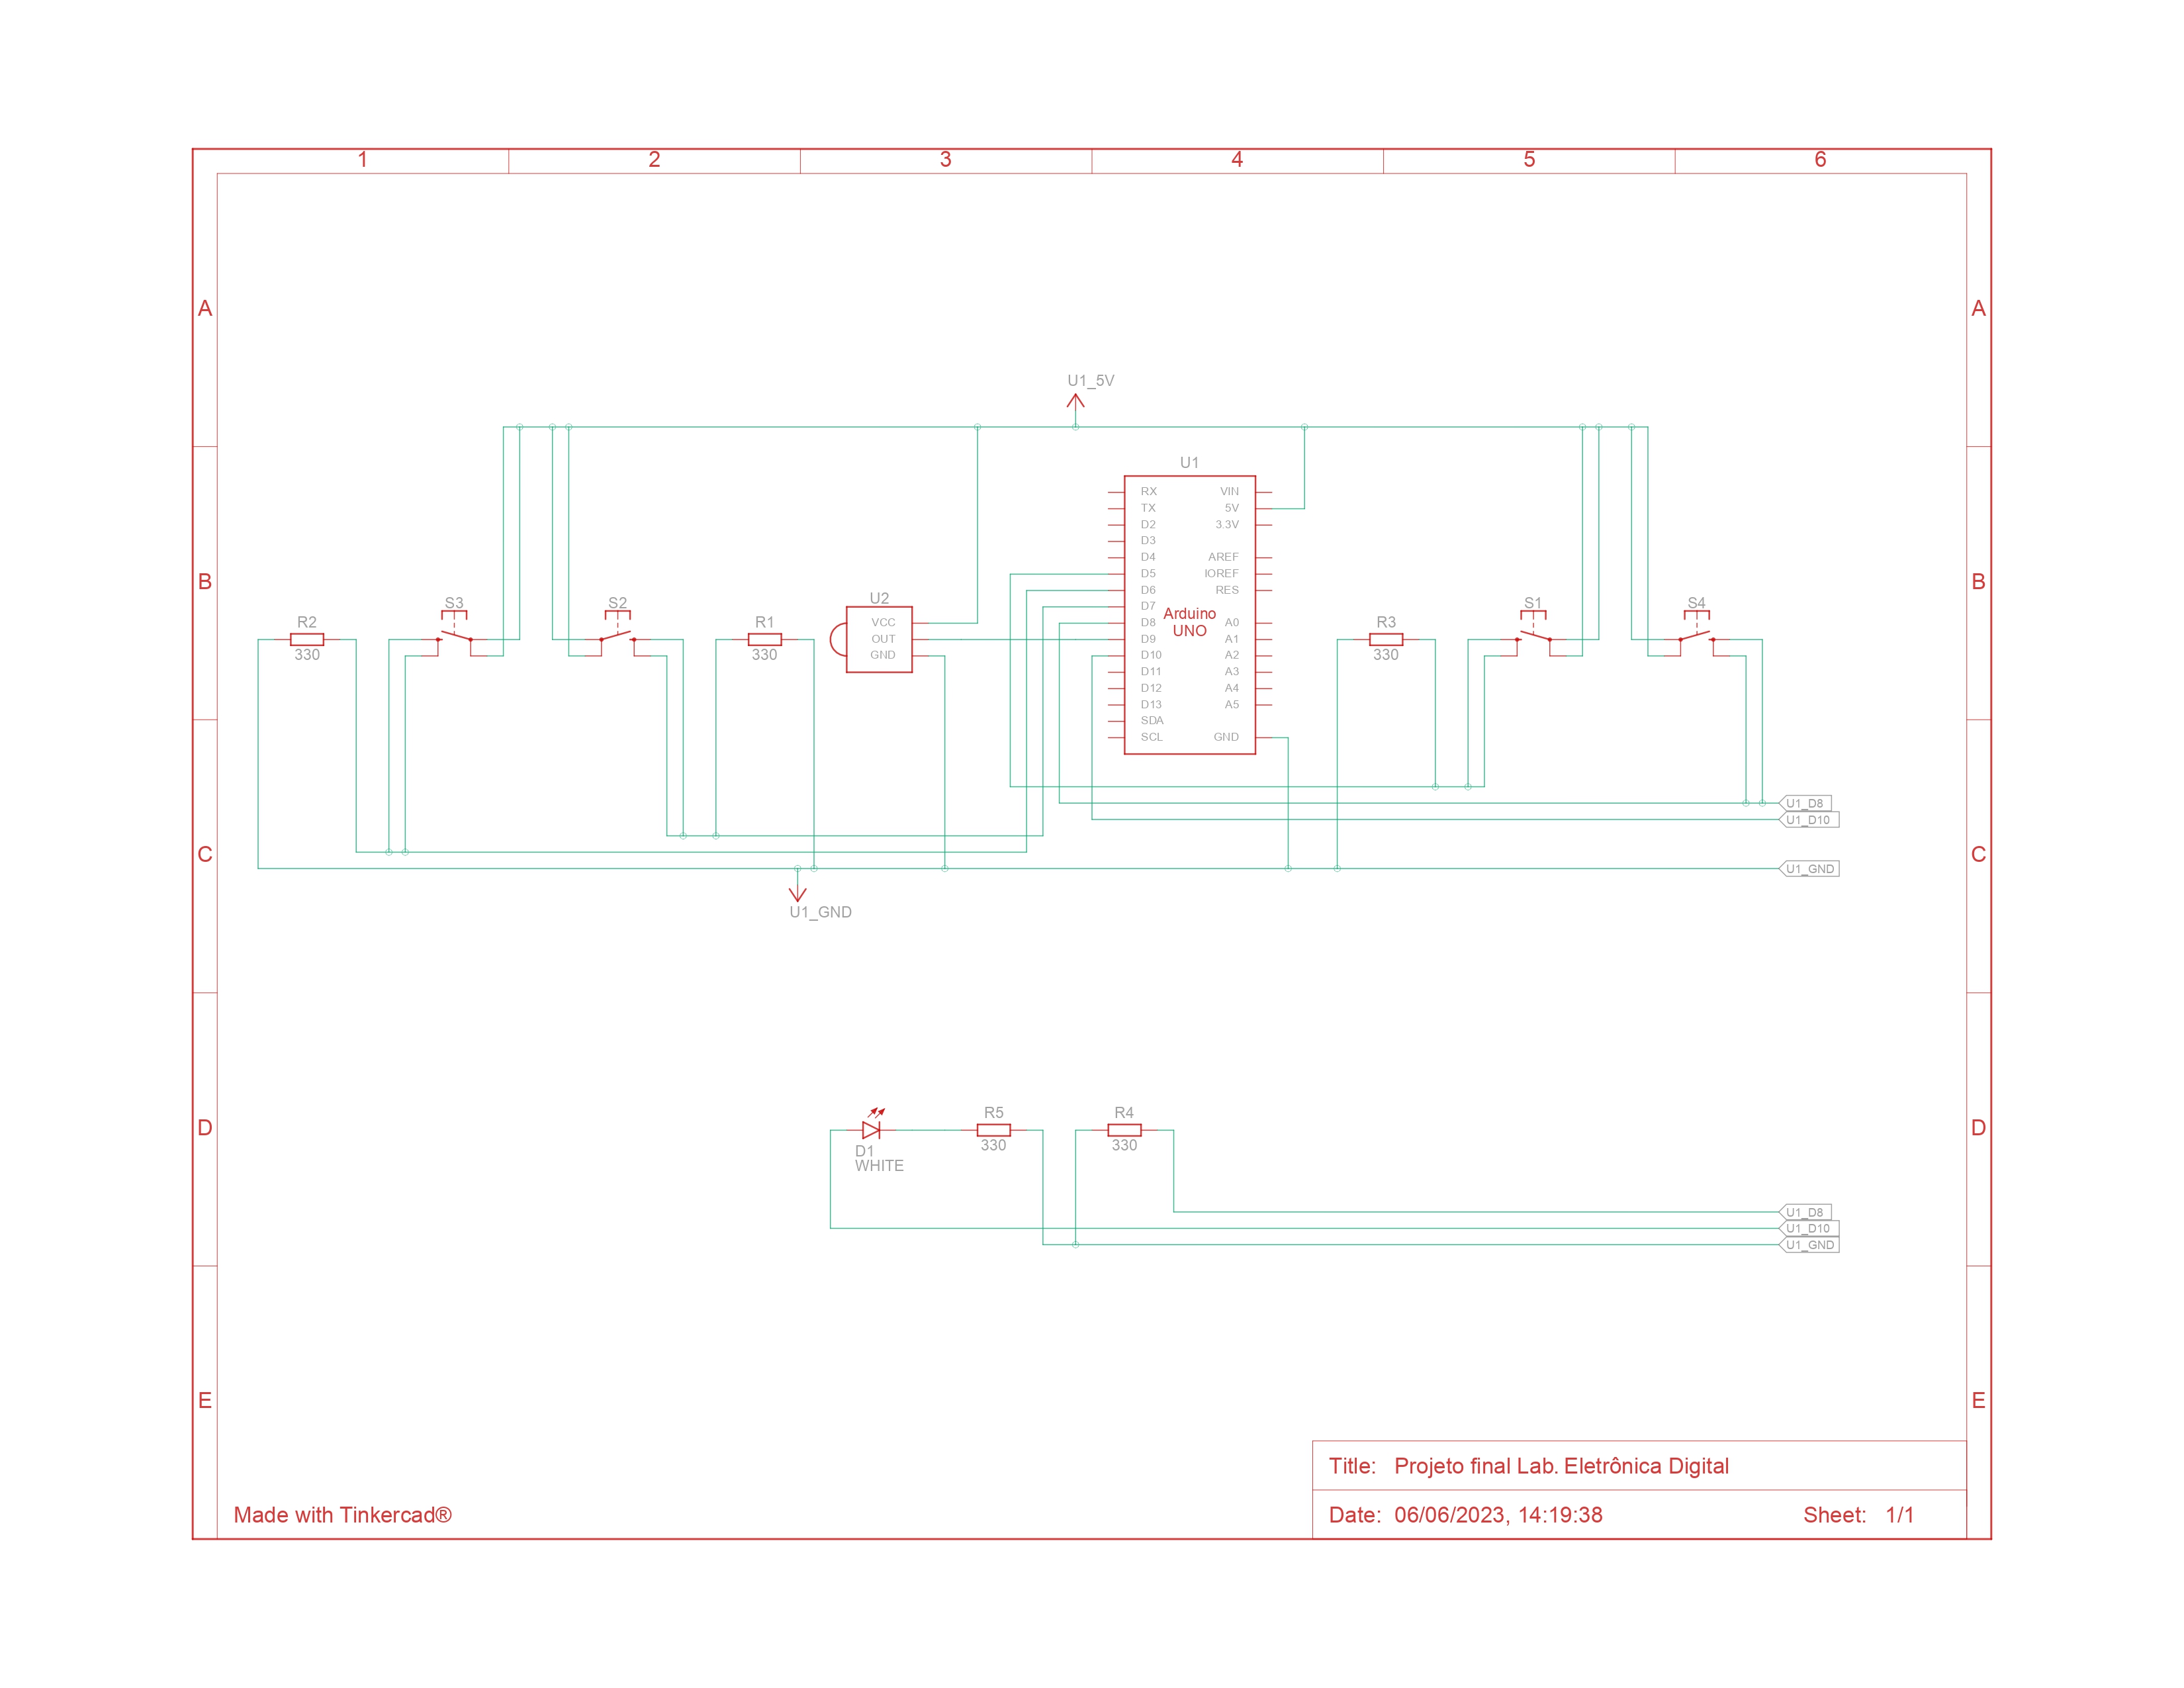 1 2 3 4 5 6
A A
U1_5V
B B
U1
RX VIN
TX 5V
D2 3.3V
D3
D4 AREF
D5 IOREF
D6 RES
D7
D8 A0
D9 A1
D10 A2
D11 A3
D12 A4
D13 A5
SDA
SCL GND
Arduino
UNO
R2
330
S3
S2
R1
330
U2
VCC
OUT
GND
R3
330
S1
S4
C C
U1_D8
U1_D10
U1_GND
U1_GND
D D
D1
WHITE
R5
330
R4
330
U1_D8
U1_D10
U1_GND
E E
Title: Projeto final Lab. Eletrônica Digital
Made with Tinkercad®
Date: 06/06/2023, 14:19:38 Sheet: 1/1